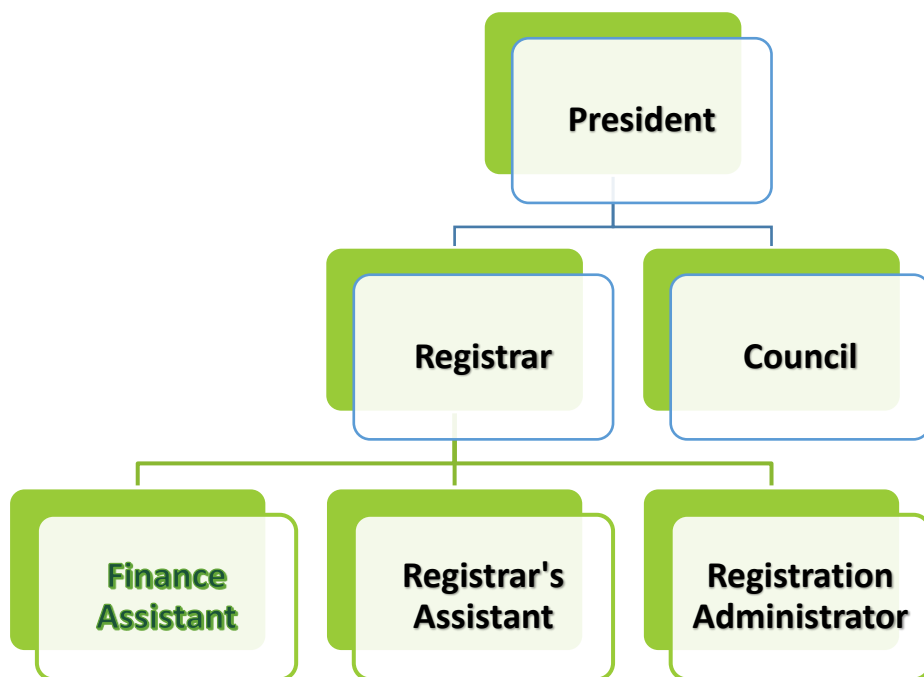 President
Registrar
Council
Finance
Assistant
Registrar's
Assistant
Registration
Administrator